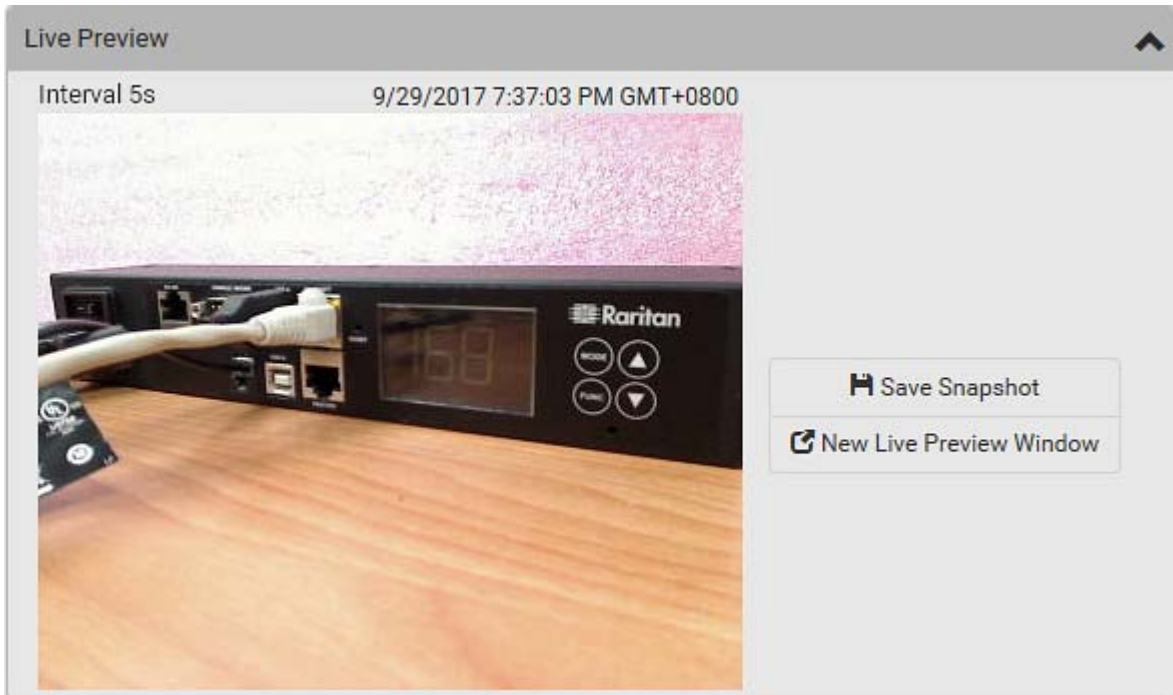 Live Preview
Interval 5s
9/29/2017 7:37:03 PM GMT+0800
Raritan
MODE
FUNC
Save Snapshot
New Live Preview Window